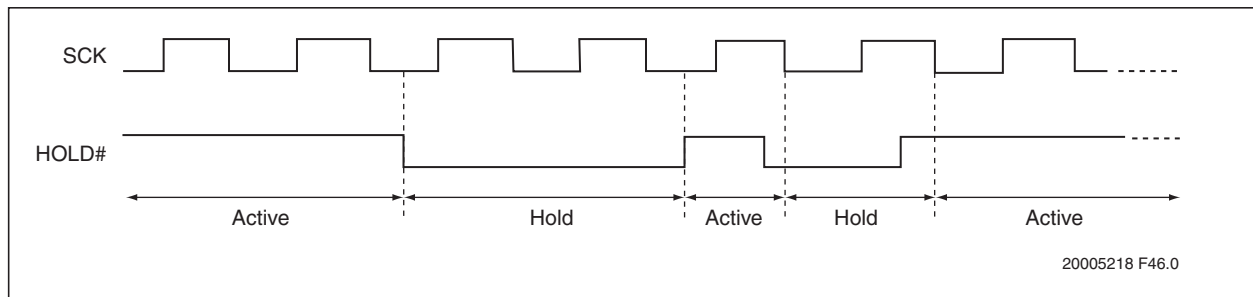 SCK
HOLD#
Active Hold Active Hold Active
20005218 F46.0